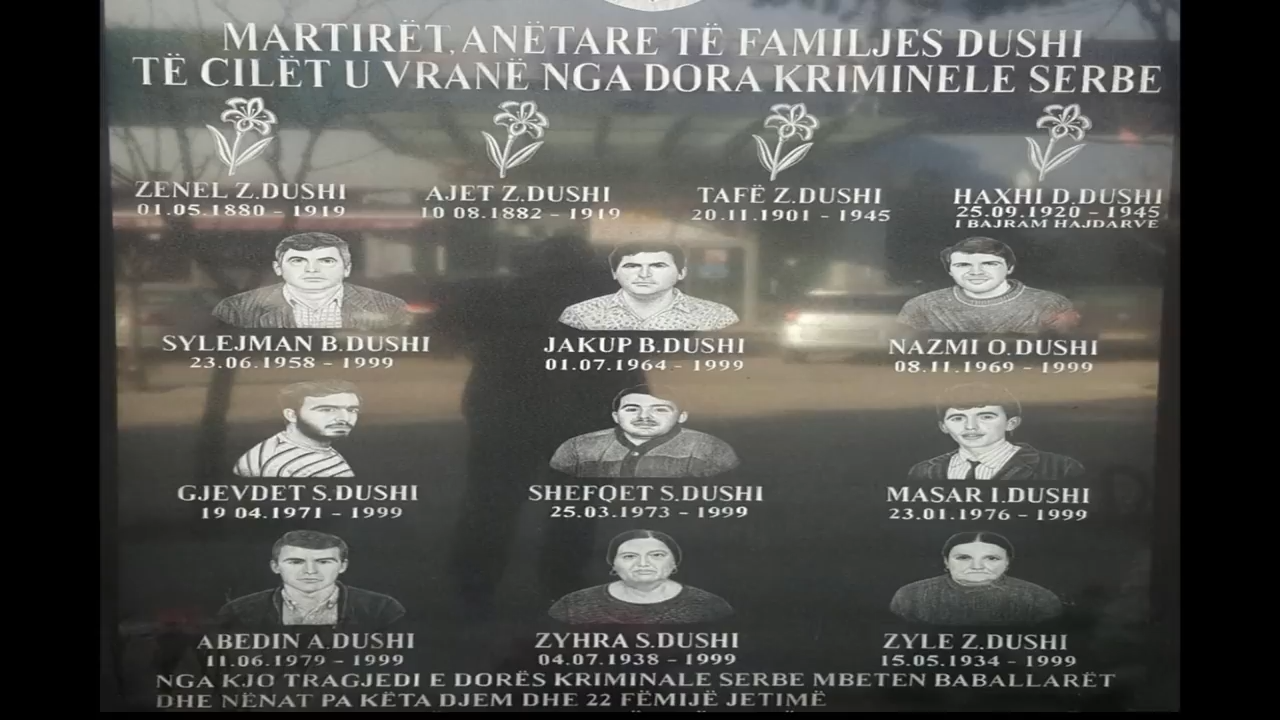 MARTIRËT, ANËTARE TË FAMILJES DUSHI
TË CILËT U VRANË NGA DORA KRIMINELE SERBE
ZENEL Z.DUSHI
01.05.1880 - 1919
AJET Z.DUSHI
10 08.1882 - 1919
TAFË Z.DUSHI
20.11.1901 - 1945
HAXHI D.DUSHI
25.09.1920 - 1945
I BAJRAM HAJDARVE
SYLEJMAN B.DUSHI
23.06.1958 - 1999
JAKUP B.DUSHI
01.07.1964 - 1999
NAZMI O.DUSHI
08.11.1969 - 1999
GJEVDET S.DUSHI
19 04.1971 - 1999
SHEFQET S.DUSHI
25.03.1973 - 1999
MASAR I.DUSHI
23.01.1976 - 1999
ABEDIN A.DUSHI
11.06.1979 - 1999
ZYHRA S.DUSHI
04.07.1938 - 1999
ZYLE Z.DUSHI
15.05.1934 - 1999
NGA KJO TRAGJEDI E DORËS KRIMINALE SERBE MBETEN BABALLARËT
DHE NËNAT PA KËTA DJEM DHE 22 FËMIJË JETIMË